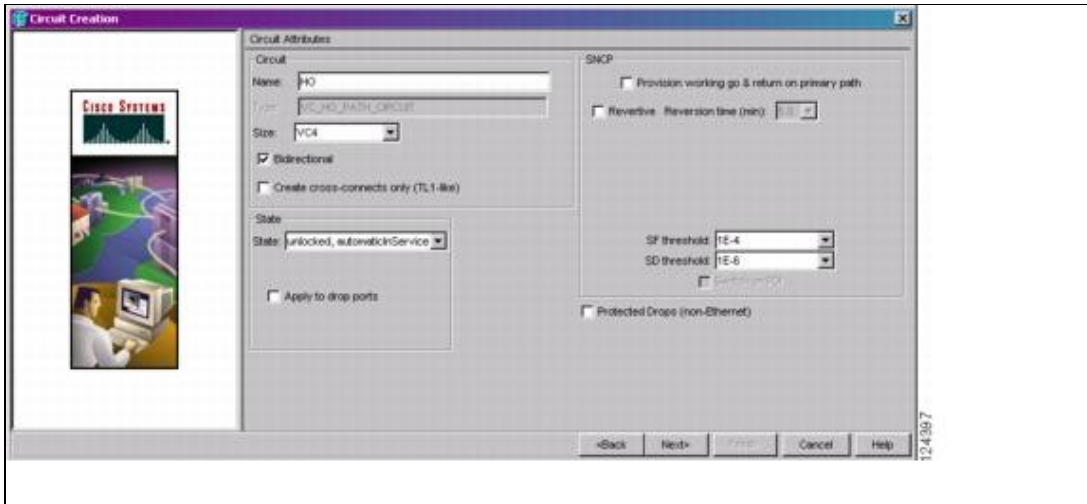 Circuit Creation
Circuit Attributes
CISCO SYSTEMS
Circuit
Name: HO
Type: VC_HO_PATH_CIRCUIT
Size: VC4
Bidirectional
Create cross-connects only (TL1-like)
State
State: unlocked, automaticInService
Apply to drop ports
SNCP
Provision working go & return on primary path
Revertive Reversion time (min):
SF threshold: 1E-4
SD threshold: 1E-6
Protected Drops (non-Ethernet)
<Back
Next>
Cancel
Help
124397